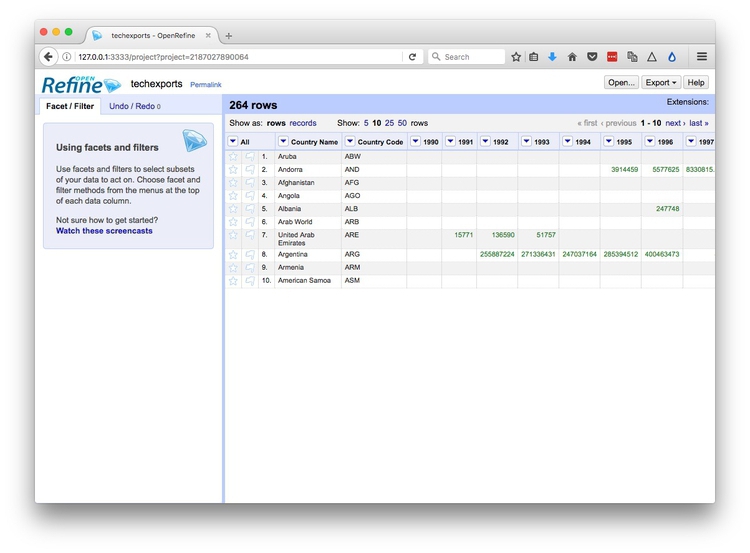 techexports - OpenRefine
127.0.0.1:3333/project?project=2187027890064
Search
OPEN
Refine
techexports Permalink
Open...
Export
Help
Facet / Filter
Undo / Redo 0
264 rows
Extensions:
Using facets and filters
Use facets and filters to select subsets
of your data to act on. Choose facet and
filter methods from the menus at the top
of each data column.
Not sure how to get started?
Watch these screencasts
Show as: rows records Show: 5 10 25 50 rows
« first ‹ previous 1 - 10 next › last »
All Country Name Country Code 1990 1991 1992 1993 1994 1995 1996 1997
1. Aruba ABW
2. Andorra AND 3914459 5577625 8330815.
3. Afghanistan AFG
4. Angola AGO
5. Albania ALB 247748
6. Arab World ARB
7. United Arab ARE 15771 136590 51757
Emirates
8. Argentina ARG 255887224 271336431 247037164 285394512 400463473
9. Armenia ARM
10. American Samoa ASM